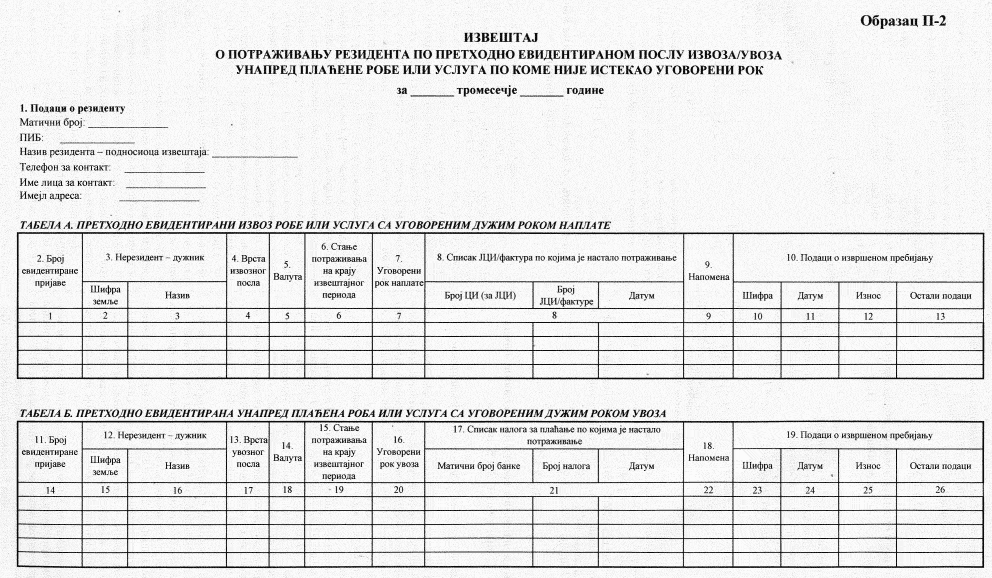 Образац П-2
ИЗВЕШТАЈ
О ПОТРАЖИВАЊУ РЕЗИДЕНТА ПО ПРЕТХОДНО ЕВИДЕНТИРАНОМ ПОСЛУ ИЗВОЗА/УВОЗА
УНАПРЕД ПЛАЋЕНЕ РОБЕ ИЛИ УСЛУГА ПО КОМЕ НИЈЕ ИСТЕКАО УГОВОРЕНИ РОК
за _______ тромесечје _______ године
1. Подаци о резиденту
Матични број: _______________
ПИБ: ______________
Назив резидента – подносиоца извештаја: ________________
Телефон за контакт: _______________
Име лица за контакт: _______________
Имејл адреса: _______________
ТАБЕЛА А. ПРЕТХОДНО ЕВИДЕНТИРАНИ ИЗВОЗ РОБЕ ИЛИ УСЛУГА СА УГОВОРЕНИМ ДУЖИМ РОКОМ НАПЛАТЕ
2. Број
евидентиране
пријаве
3. Нерезидент – дужник
Шифра
земље
Назив
4. Врста
извозног
посла
5.
Валута
6. Стање
потраживања
на крају
извештајног
периода
7.
Уговорени
рок наплате
8. Списак ЈЦИ/фактура по којима је настало потраживање
Број ЦИ (за ЈЦИ)
Број
ЈЦИ/фактуре
Датум
9.
Напомена
10. Подаци о извршеном пребијању
Шифра
Датум
Износ
Остали подаци
1 2 3 4 5 6 7 8 9 10 11 12 13
ТАБЕЛА Б. ПРЕТХОДНО ЕВИДЕНТИРАНА УНАПРЕД ПЛАЋЕНА РОБА ИЛИ УСЛУГА СА УГОВОРЕНИМ ДУЖИМ РОКОМ УВОЗА
11. Број
евидентиране
пријаве
12. Нерезидент – дужник
Шифра
земље
Назив
13. Врста
увозног
посла
14.
Валута
15. Стање
потраживања
на крају
извештајног
периода
16.
Уговорени
рок увоза
17. Списак налога за плаћање по којима је настало
потраживање
Матични број банке
Број налога
Датум
18.
Напомена
19. Подаци о извршеном пребијању
Шифра
Датум
Износ
Остали подаци
14 15 16 17 18 19 20 21 22 23 24 25 26